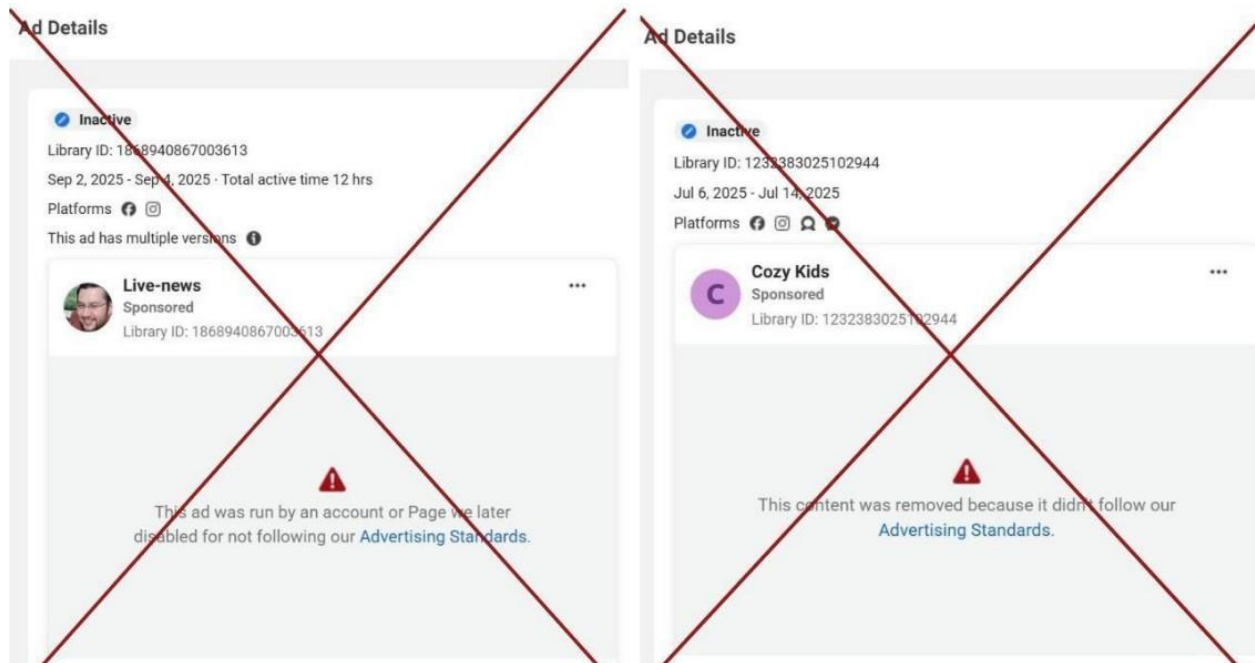 Ad Details
Inactive
Library ID: 1868940867003613
Sep 2, 2025 - Sep 4, 2025 · Total active time 12 hrs
Platforms
This ad has multiple versions
Live-news
Sponsored
Library ID: 1868940867003613
This ad was run by an account or Page we later
disabled for not following our Advertising Standards.
Ad Details
Inactive
Library ID: 1232383025102944
Jul 6, 2025 - Jul 14, 2025
Platforms
C
Cozy Kids
Sponsored
Library ID: 1232383025102944
This content was removed because it didn't follow our
Advertising Standards.